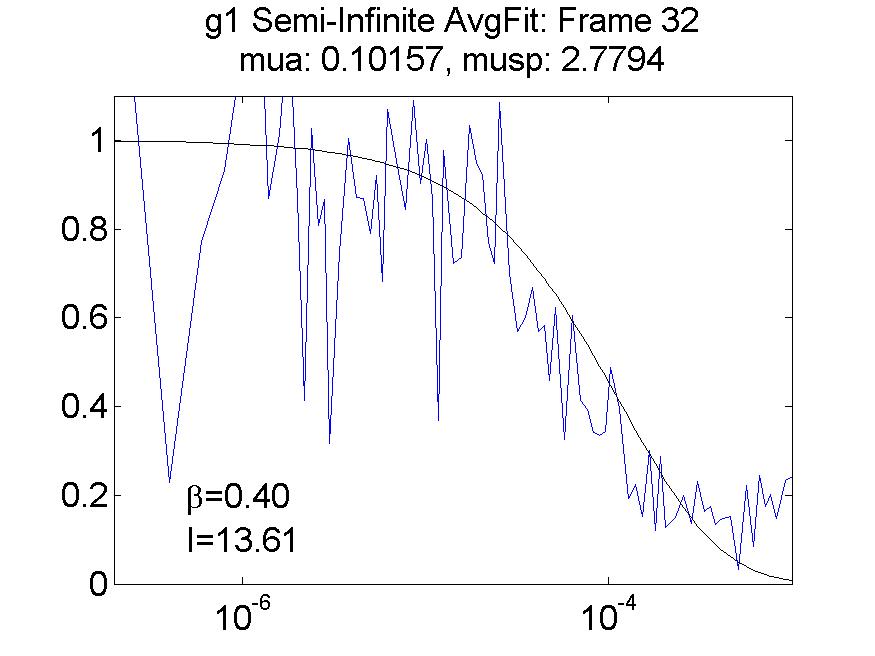 g1 Semi-Infinite AvgFit: Frame 32
mua: 0.10157, musp: 2.7794
1
0.8
0.6
0.4
0.2
0
β=0.40
I=13.61
10^-6 10^-4